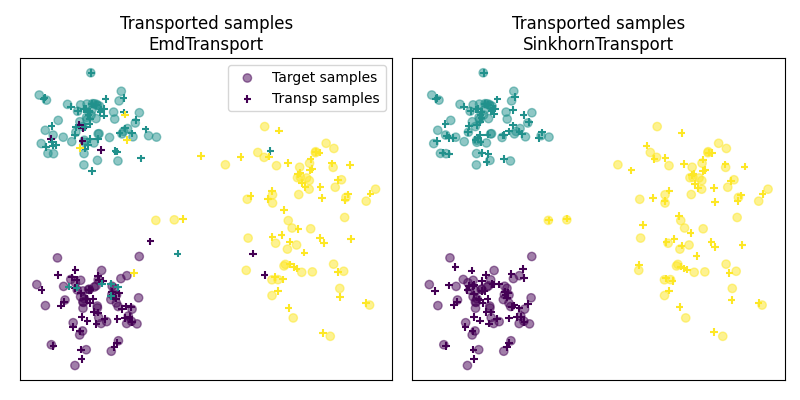 Transported samples
EmdTransport
Target samples
Transp samples
Transported samples
SinkhornTransport